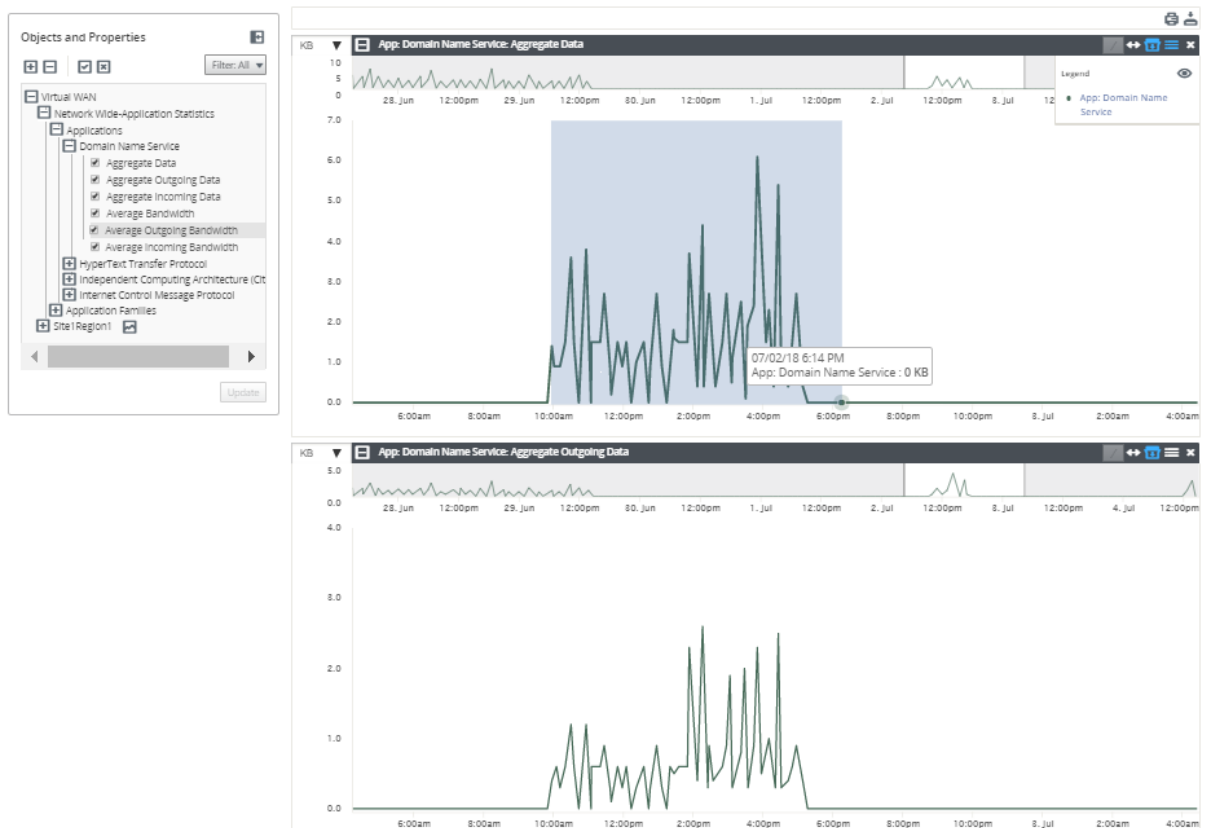 Objects and Properties
Filter: All
Virtual WAN
Network Wide-Application Statistics
Applications
Domain Name Service
Aggregate Data
Aggregate Outgoing Data
Aggregate Incoming Data
Average Bandwidth
Average Outgoing Bandwidth
Average Incoming Bandwidth
HyperText Transfer Protocol
Independent Computing Architecture (Cit
Internet Control Message Protocol
Application Families
Site1Region1
Update
KB App: Domain Name Service: Aggregate Data
10
5
0
28. Jun 12:00pm 29. Jun 12:00pm 30. Jun 12:00pm 1. Jul 12:00pm 2. Jul 12:00pm 3. Jul 12
Legend
App: Domain Name
Service
7.0
6.0
5.0
4.0
3.0
2.0
1.0
0.0
07/02/18 6:14 PM
App: Domain Name Service : 0 KB
6:00am 8:00am 10:00am 12:00pm 2:00pm 4:00pm 6:00pm 8:00pm 10:00pm 3. Jul 2:00am 4:00am
KB App: Domain Name Service: Aggregate Outgoing Data
5.0
0.0
28. Jun 12:00pm 29. Jun 12:00pm 30. Jun 12:00pm 1. Jul 12:00pm 2. Jul 12:00pm 3. Jul 12:00pm 4. Jul 12:00pm
4.0
3.0
2.0
1.0
0.0
6:00am 8:00am 10:00am 12:00pm 2:00pm 4:00pm 6:00pm 8:00pm 10:00pm 3. Jul 2:00am 4:00am